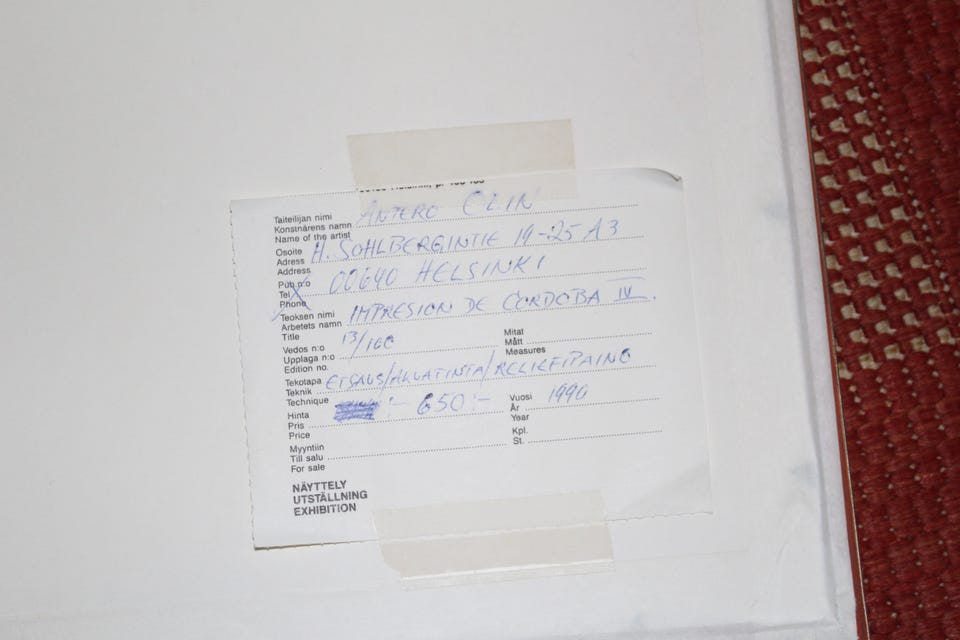 Taiteilijan nimi
Konstnärens namn ANTERO OLIN
Name of the artist
Osoite
Adress H. SOHLBERGINTIE 19-25 A3
Address
Puh n:o
Tel 00640 HELSINKI
Phone
Teoksen nimi
Arbetets namn IMPRESION DE CORDOBA IV.
Title
Vedos n:o Mitat
Upplaga n:o 13/100 Mått
Edition no. Measures
Tekotapa
Teknik ETSAUS/AKVATINTA/RELIEFIPAINO
Technique
Hinta Vuosi
Pris :- 650:- År 1990
Price Year
Myyntiin Kpl.
Till salu St.
For sale
NÄYTTELY
UTSTÄLLNING
EXHIBITION